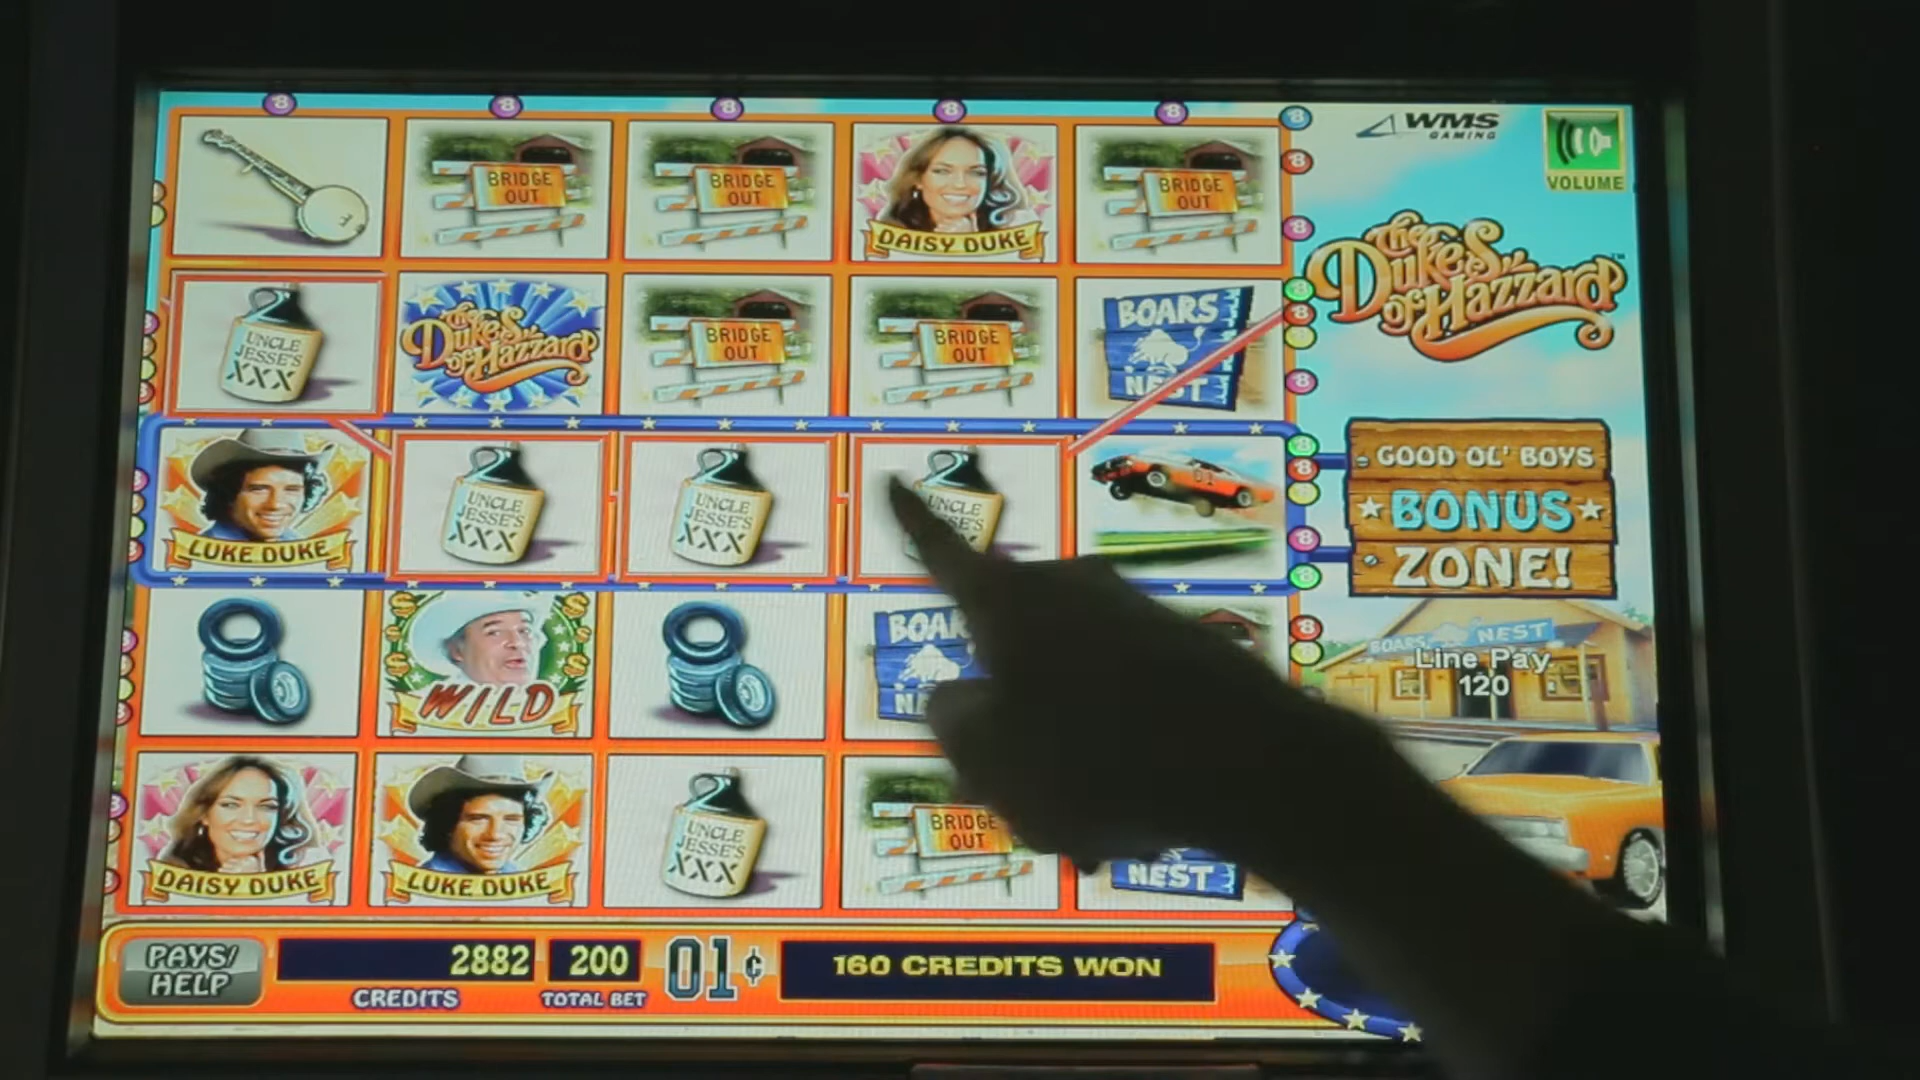 WMS
GAMING
VOLUME
BRIDGE
OUT
BRIDGE
OUT
DAISY DUKE
BRIDGE
OUT
The
Dukes
of Hazzard
UNCLE
JESSE'S
XXX
The
Dukes
of Hazzard
BRIDGE
OUT
BRIDGE
OUT
BOARS
NEST
LUKE DUKE
UNCLE
JESSE'S
XXX
UNCLE
JESSE'S
XXX
UNCLE
01
GOOD OL' BOYS
BONUS
ZONE!
WILD
BOARS NEST
Line Pay
120
DAISY DUKE
LUKE DUKE
UNCLE
JESSE'S
XXX
BRIDGE
OUT
NEST
PAYS/
HELP
2882
CREDITS
200
TOTAL BET
01¢
160 CREDITS WON